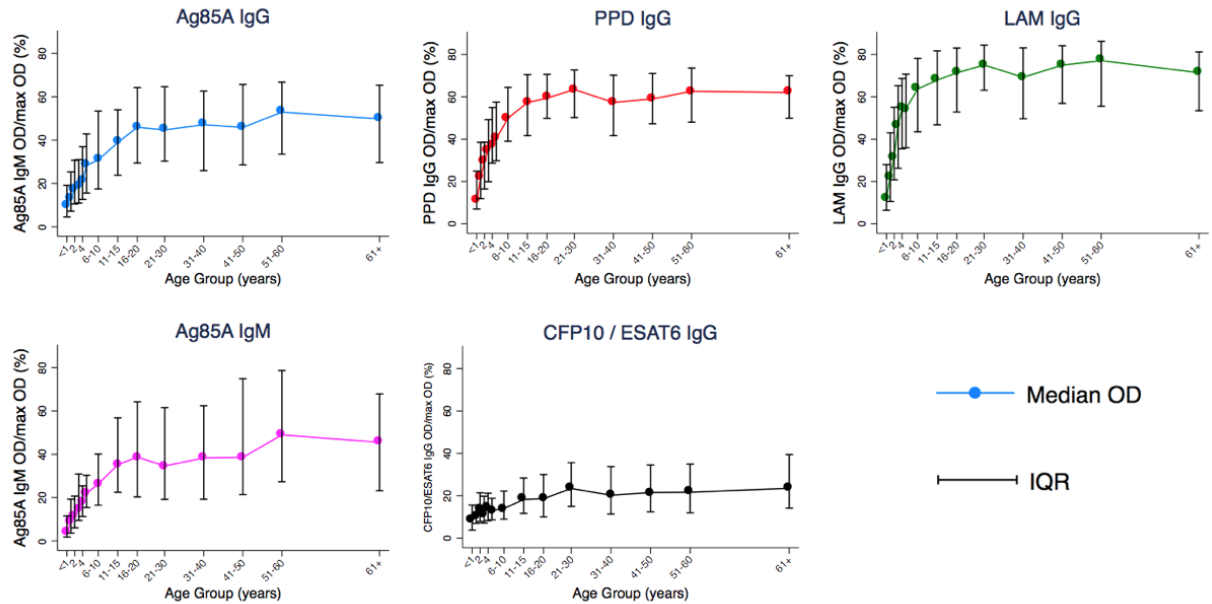 Ag85A IgG
Ag85A IgM OD/max OD (%)
0 20 40 60 80
<1 2 4 6-10 11-15 16-20 21-30 31-40 41-50 51-60 61+
Age Group (years)
PPD IgG
PPD IgG OD/max OD (%)
0 20 40 60 80
<1 2 4 6-10 11-15 16-20 21-30 31-40 41-50 51-60 61+
Age Group (years)
LAM IgG
LAM IgG OD/max OD (%)
0 20 40 60 80
<1 2 4 6-10 11-15 16-20 21-30 31-40 41-50 51-60 61+
Age Group (years)
Ag85A IgM
Ag85A IgM OD/max OD (%)
0 20 40 60 80
<1 2 4 6-10 11-15 16-20 21-30 31-40 41-50 51-60 61+
Age Group (years)
CFP10 / ESAT6 IgG
CFP10/ESAT6 IgG OD/max OD (%)
0 20 40 60 80
<1 2 4 6-10 11-15 16-20 21-30 31-40 41-50 51-60 61+
Age Group (years)
Median OD
IQR